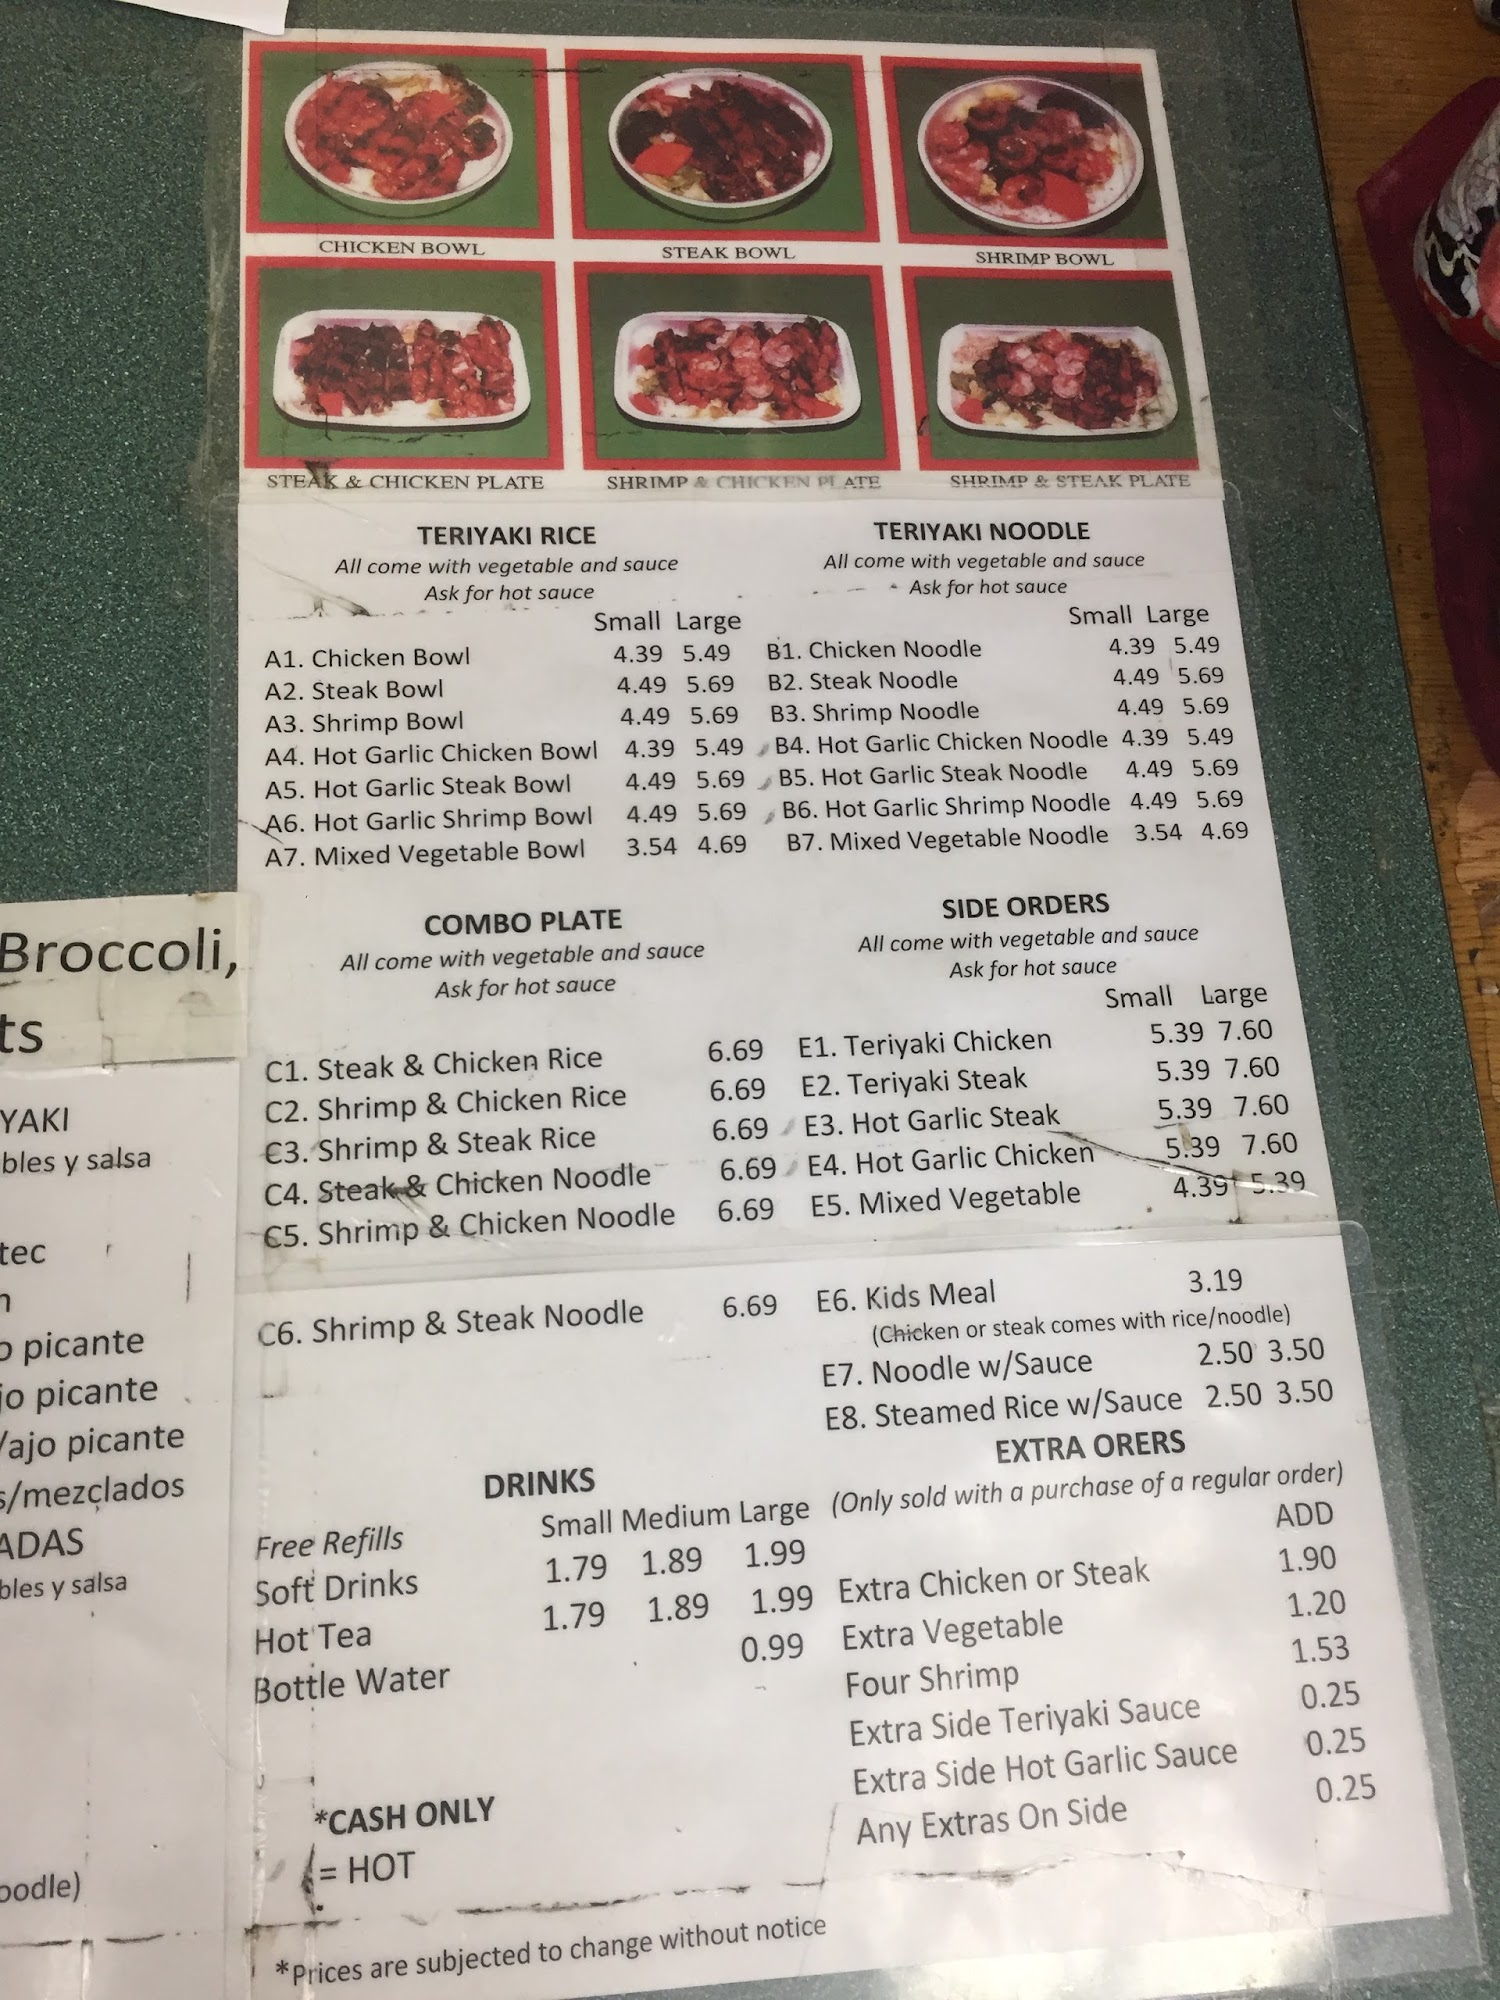 CHICKEN BOWL
STEAK BOWL
SHRIMP BOWL
STEAK & CHICKEN PLATE
SHRIMP & CHICKEN PLATE
SHRIMP & STEAK PLATE
TERIYAKI RICE
All come with vegetable and sauce
Ask for hot sauce
Small Large
A1. Chicken Bowl 4.39 5.49
A2. Steak Bowl 4.49 5.69
A3. Shrimp Bowl 4.49 5.69
A4. Hot Garlic Chicken Bowl 4.39 5.49
A5. Hot Garlic Steak Bowl 4.49 5.69
A6. Hot Garlic Shrimp Bowl 4.49 5.69
A7. Mixed Vegetable Bowl 3.54 4.69
TERIYAKI NOODLE
All come with vegetable and sauce
Ask for hot sauce
Small Large
B1. Chicken Noodle 4.39 5.49
B2. Steak Noodle 4.49 5.69
B3. Shrimp Noodle 4.49 5.69
B4. Hot Garlic Chicken Noodle 4.39 5.49
B5. Hot Garlic Steak Noodle 4.49 5.69
B6. Hot Garlic Shrimp Noodle 4.49 5.69
B7. Mixed Vegetable Noodle 3.54 4.69
COMBO PLATE
All come with vegetable and sauce
Ask for hot sauce
C1. Steak & Chicken Rice 6.69
C2. Shrimp & Chicken Rice 6.69
C3. Shrimp & Steak Rice 6.69
C4. Steak & Chicken Noodle 6.69
C5. Shrimp & Chicken Noodle 6.69
C6. Shrimp & Steak Noodle 6.69
SIDE ORDERS
All come with vegetable and sauce
Ask for hot sauce
Small Large
E1. Teriyaki Chicken 5.39 7.60
E2. Teriyaki Steak 5.39 7.60
E3. Hot Garlic Steak 5.39 7.60
E4. Hot Garlic Chicken 5.39 7.60
E5. Mixed Vegetable 4.39 5.39
E6. Kids Meal 3.19
(Chicken or steak comes with rice/noodle)
E7. Noodle w/Sauce 2.50 3.50
E8. Steamed Rice w/Sauce 2.50 3.50
DRINKS
Small Medium Large
Free Refills
Soft Drinks 1.79 1.89 1.99
Hot Tea 1.79 1.89 1.99
Bottle Water 0.99
EXTRA ORERS
(Only sold with a purchase of a regular order)
ADD
Extra Chicken or Steak 1.90
Extra Vegetable 1.20
Four Shrimp 1.53
Extra Side Teriyaki Sauce 0.25
Extra Side Hot Garlic Sauce 0.25
Any Extras On Side 0.25
*CASH ONLY
= HOT
*Prices are subjected to change without notice
Broccoli,
ts
YAKI
bles y salsa
tec
n
o picante
jo picante
/ajo picante
s/mezclados
ADAS
bles y salsa
oodle)